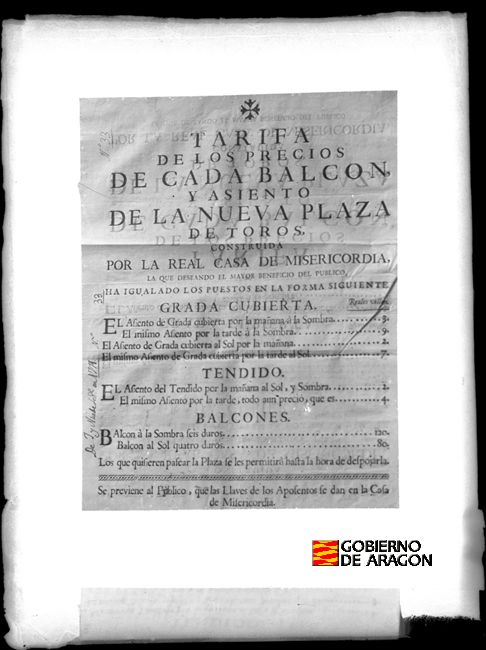 TARIFA
DE LOS PRECIOS
DE CADA BALCON,
Y ASIENTO
DE LA NUEVA PLAZA
DE TOROS,
CONSTRUIDA
POR LA REAL CASA DE MISERICORDIA,
LA QUE DESEANDO EL MAYOR BENEFICIO DEL PUBLICO,
HA IGUALADO LOS PUESTOS EN LA FORMA SIGUIENTE
GRADA CUBIERTA.
Reales vellon.
EL Asiento de Grada cubierta por la mañana à la Sombra.... 3.
El mismo Asiento por la tarde à la Sombra........ 9.
El Asiento de Grada cubierta al Sol por la mañana........ 2.
El mismo Asiento de Grada cubierta por la tarde al Sol...... 7.
TENDIDO.
EL Asiento del Tendido por la mañana al Sol, y Sombra...... 2.
El mismo Asiento por la tarde, todo à un precio, que es..... 4.
BALCONES.
BAlcon à la Sombra seis duros........................ 120.
Balcon al Sol quatro duros........................ 80.
Los que quisieren pasear la Plaza se les permitirá hasta la hora de despojarla.
Se previene al Público, que las Llaves de los Aposentos se dan en la Casa
de Misericordia.
33
GOBIERNO
DE ARAGON